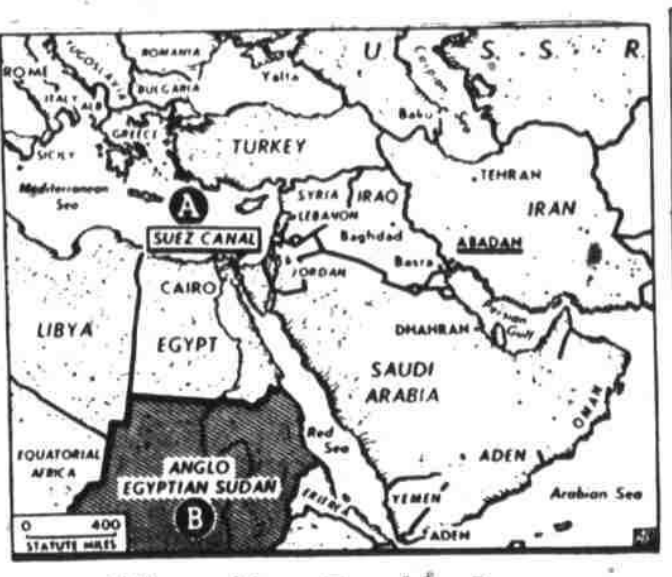 U. S. S. R.
ROMANIA
YUGOSLAVIA
Yalta
Caspian Sea
ROME
BULGARIA
ITALY
ALB
Baku
GREECE
TURKEY
SICILY
TEHRAN
Mediterranean
Sea
A
SYRIA
IRAQ
IRAN
LEBANON
SUEZ CANAL
Baghdad
ABADAN
JORDAN
Basra
CAIRO
Persian
Gulf
LIBYA
EGYPT
DHAHRAN
SAUDI
ARABIA
OMAN
Red
Sea
EQUATORIAL
AFRICA
ANGLO
EGYPTIAN SUDAN
ADEN
B
ERITREA
YEMEN
Arabian Sea
0 400
STATUTE MILES
ADEN